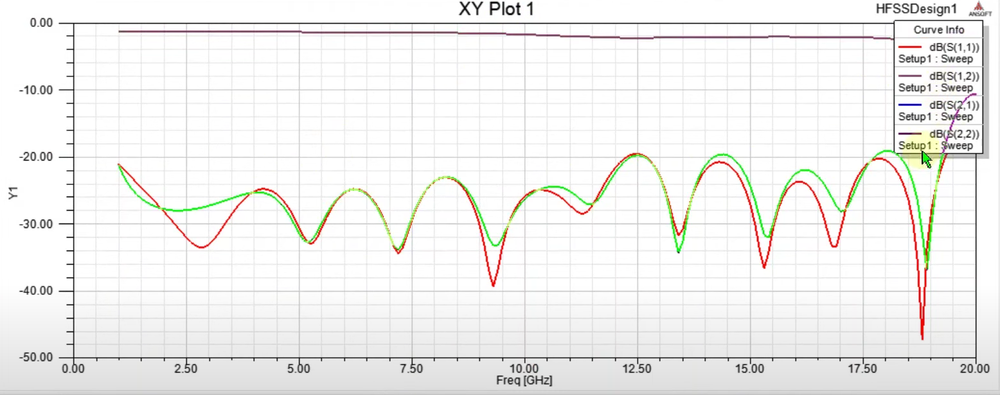 XY Plot 1
HFSSDesign1
ANSOFT
Curve Info
dB(S(1,1))
Setup1 : Sweep
dB(S(1,2))
Setup1 : Sweep
dB(S(2,1))
Setup1 : Sweep
dB(S(2,2))
Setup1 : Sweep
Y1
0.00
-10.00
-20.00
-30.00
-40.00
-50.00
0.00 2.50 5.00 7.50 10.00 12.50 15.00 17.50 20.00
Freq [GHz]